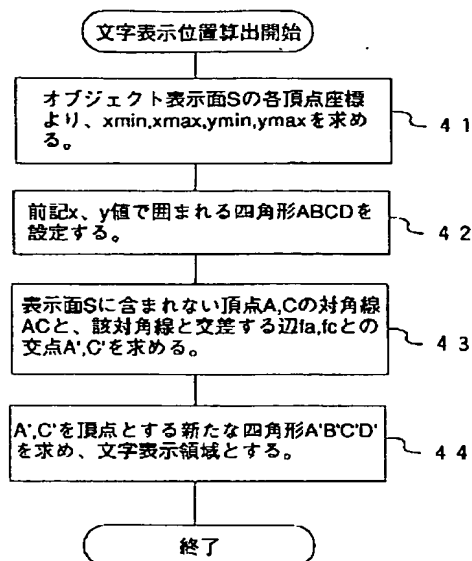 文字表示位置算出開始
オブジェクト表示面Sの各頂点座標
より、xmin,xmax,ymin,ymaxを求め
る。
41
前記x、y値で囲まれる四角形ABCDを
設定する。
42
表示面Sに含まれない頂点A,Cの対角線
ACと、該対角線と交差する辺fa,fcとの
交点A',C'を求める。
43
A',C'を頂点とする新たな四角形A'B'C'D'
を求め、文字表示領域とする。
44
終了